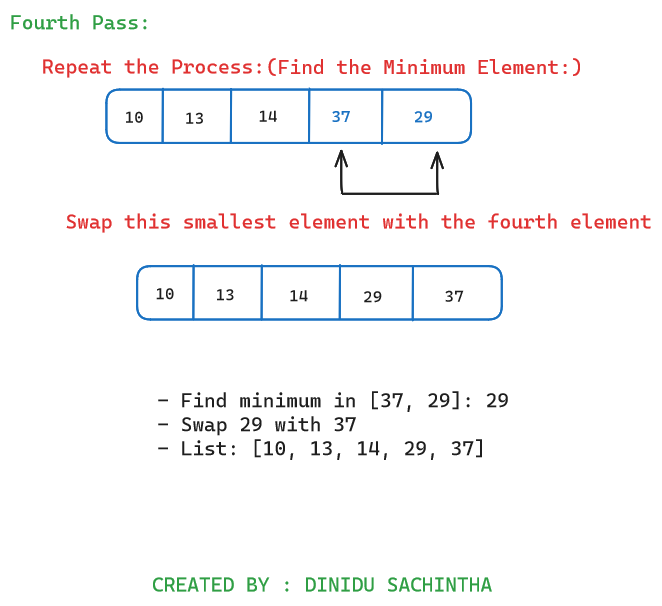 Fourth Pass:
Repeat the Process:(Find the Minimum Element:)
10 13 14 37 29
Swap this smallest element with the fourth element
10 13 14 29 37
- Find minimum in [37, 29]: 29
- Swap 29 with 37
- List: [10, 13, 14, 29, 37]
CREATED BY : DINIDU SACHINTHA